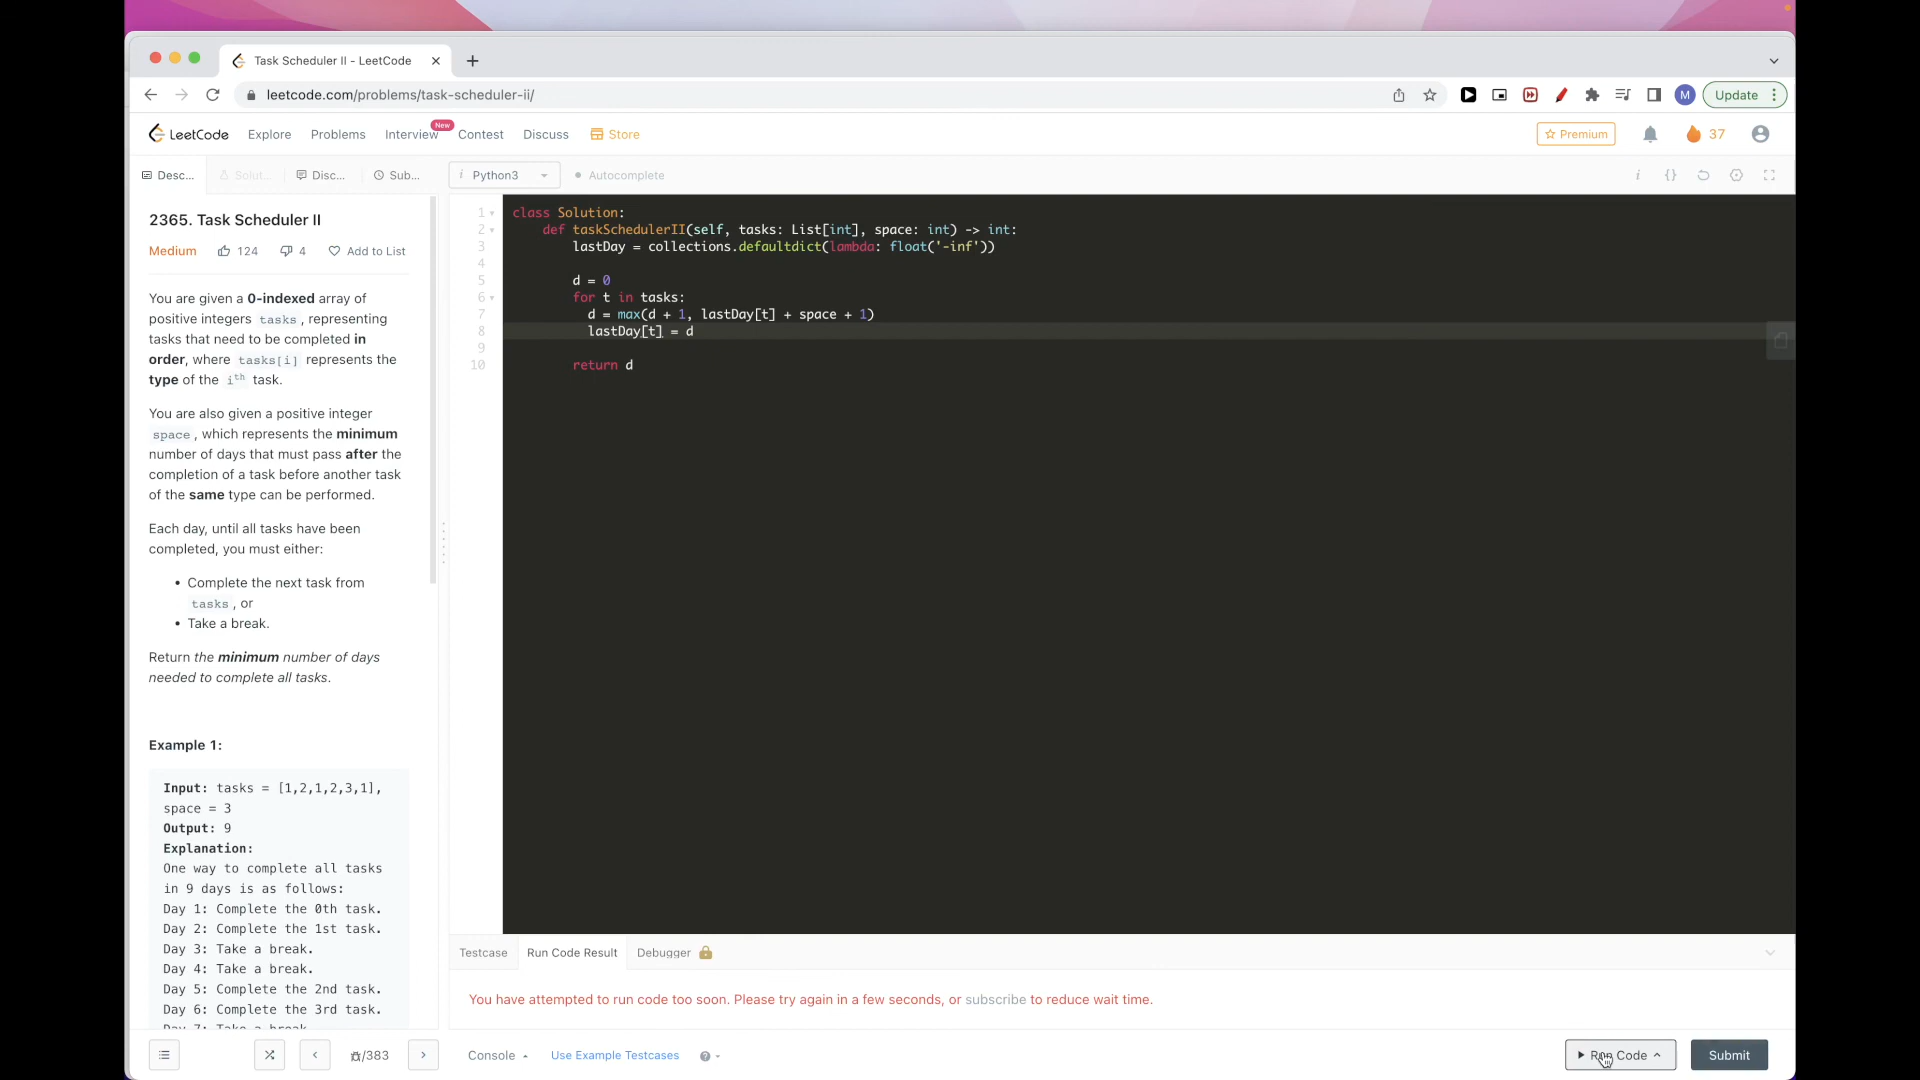 Task Scheduler II - LeetCode
leetcode.com/problems/task-scheduler-ii/
M
Update
LeetCode
Explore
Problems
Interview
New
Contest
Discuss
Store
Premium
37
Desc...
Solut...
Disc...
Sub...
i Python3
Autocomplete
i
{}
2365. Task Scheduler II
Medium
124
4
Add to List
You are given a 0-indexed array of
positive integers tasks, representing
tasks that need to be completed in
order, where tasks[i] represents the
type of the ith task.
You are also given a positive integer
space, which represents the minimum
number of days that must pass after the
completion of a task before another task
of the same type can be performed.
Each day, until all tasks have been
completed, you must either:
• Complete the next task from
tasks, or
• Take a break.
Return the minimum number of days
needed to complete all tasks.
Example 1:
Input: tasks = [1,2,1,2,3,1],
space = 3
Output: 9
Explanation:
One way to complete all tasks
in 9 days is as follows:
Day 1: Complete the 0th task.
Day 2: Complete the 1st task.
Day 3: Take a break.
Day 4: Take a break.
Day 5: Complete the 2nd task.
Day 6: Complete the 3rd task.
Day 7: Take a break.
1 class Solution:
2 def taskSchedulerII(self, tasks: List[int], space: int) -> int:
3 lastDay = collections.defaultdict(lambda: float('-inf'))
4
5 d = 0
6 for t in tasks:
7 d = max(d + 1, lastDay[t] + space + 1)
8 lastDay[t] = d
9
10 return d
Testcase
Run Code Result
Debugger
You have attempted to run code too soon. Please try again in a few seconds, or subscribe to reduce wait time.
/383
Console
Use Example Testcases
?
Run Code
Submit